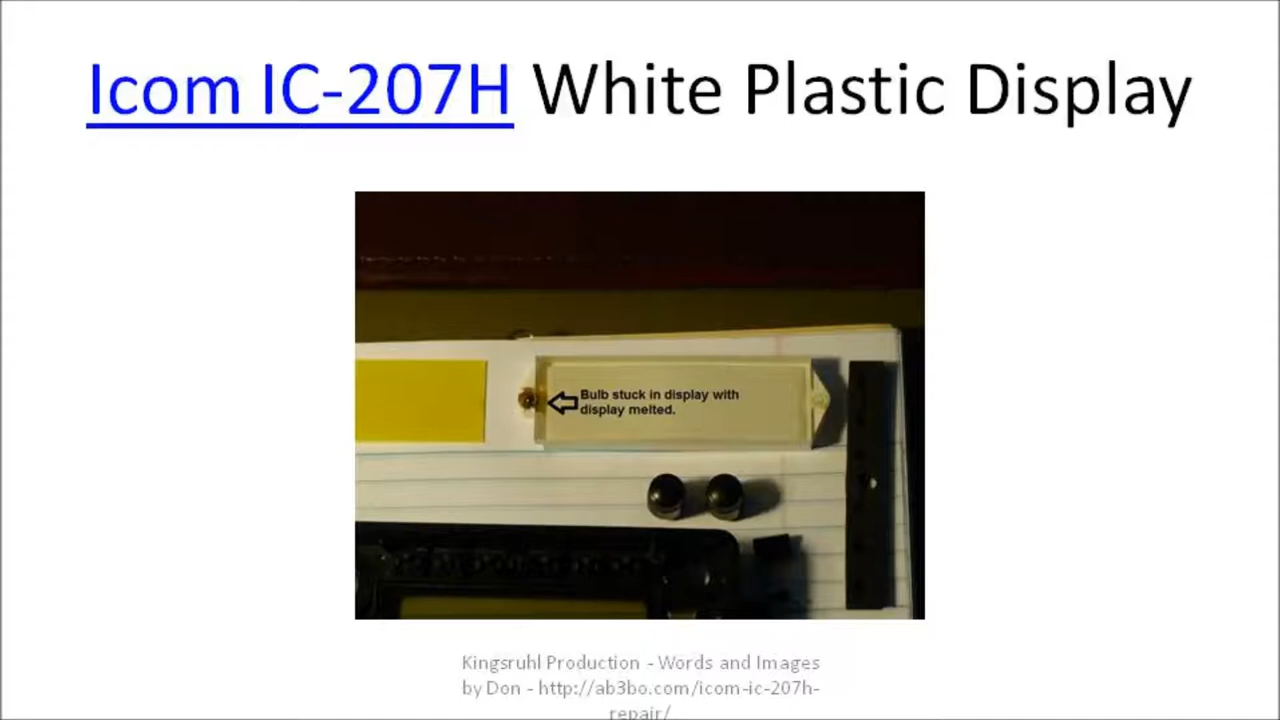 Icom IC-207H White Plastic Display
Bulb stuck in display with
display melted.
Kingsruhl Production - Words and Images
by Don - http://ab3bo.com/icom-ic-207h-
repair/